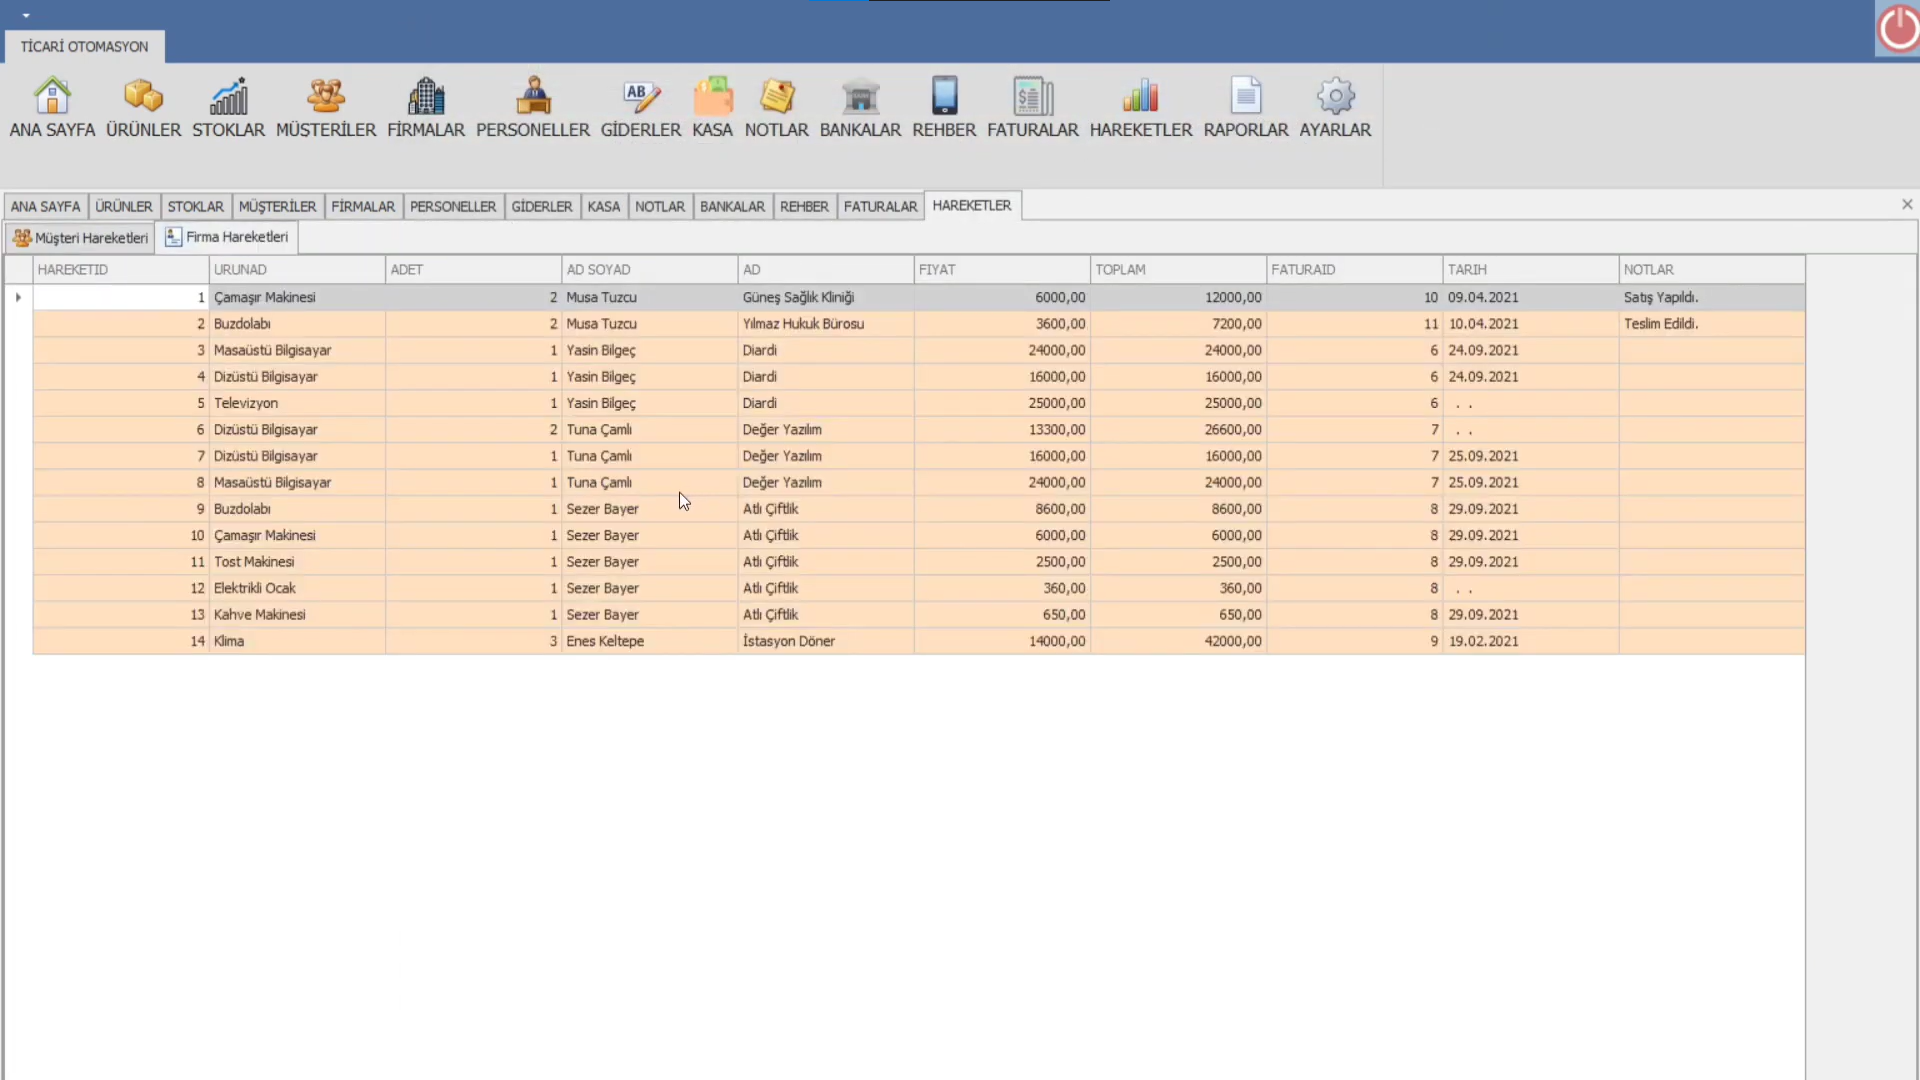 TİCARİ OTOMASYON
ANA SAYFA ÜRÜNLER STOKLAR MÜŞTERİLER FİRMALAR PERSONELLER GİDERLER KASA NOTLAR BANKALAR REHBER FATURALAR HAREKETLER RAPORLAR AYARLAR
ANA SAYFA ÜRÜNLER STOKLAR MÜŞTERİLER FİRMALAR PERSONELLER GİDERLER KASA NOTLAR BANKALAR REHBER FATURALAR HAREKETLER
Müşteri Hareketleri Firma Hareketleri
HAREKETID URUNAD ADET AD SOYAD AD FIYAT TOPLAM FATURAID TARIH NOTLAR
1 Çamaşır Makinesi 2 Musa Tuzcu Güneş Sağlık Kliniği 6000,00 12000,00 10 09.04.2021 Satış Yapıldı.
2 Buzdolabı 2 Musa Tuzcu Yılmaz Hukuk Bürosu 3600,00 7200,00 11 10.04.2021 Teslim Edildi.
3 Masaüstü Bilgisayar 1 Yasin Bilgeç Diardi 24000,00 24000,00 6 24.09.2021
4 Dizüstü Bilgisayar 1 Yasin Bilgeç Diardi 16000,00 16000,00 6 24.09.2021
5 Televizyon 1 Yasin Bilgeç Diardi 25000,00 25000,00 6 . .
6 Dizüstü Bilgisayar 2 Tuna Çamlı Değer Yazılım 13300,00 26600,00 7 . .
7 Dizüstü Bilgisayar 1 Tuna Çamlı Değer Yazılım 16000,00 16000,00 7 25.09.2021
8 Masaüstü Bilgisayar 1 Tuna Çamlı Değer Yazılım 24000,00 24000,00 7 25.09.2021
9 Buzdolabı 1 Sezer Bayer Atlı Çiftlik 8600,00 8600,00 8 29.09.2021
10 Çamaşır Makinesi 1 Sezer Bayer Atlı Çiftlik 6000,00 6000,00 8 29.09.2021
11 Tost Makinesi 1 Sezer Bayer Atlı Çiftlik 2500,00 2500,00 8 29.09.2021
12 Elektrikli Ocak 1 Sezer Bayer Atlı Çiftlik 360,00 360,00 8 . .
13 Kahve Makinesi 1 Sezer Bayer Atlı Çiftlik 650,00 650,00 8 29.09.2021
14 Klima 3 Enes Keltepe İstasyon Döner 14000,00 42000,00 9 19.02.2021